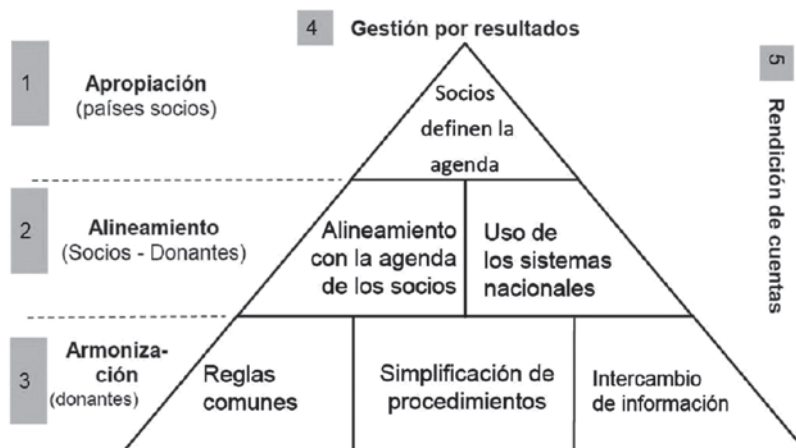 4 Gestión por resultados
1
Apropiación
(países socios)
Socios
definen la
agenda
5 Rendición de cuentas
2
Alineamiento
(Socios - Donantes)
Alineamiento
con la agenda
de los socios
Uso de
los sistemas
nacionales
3
Armoniza-
ción
(donantes)
Reglas
comunes
Simplificación de
procedimientos
Intercambio
de información